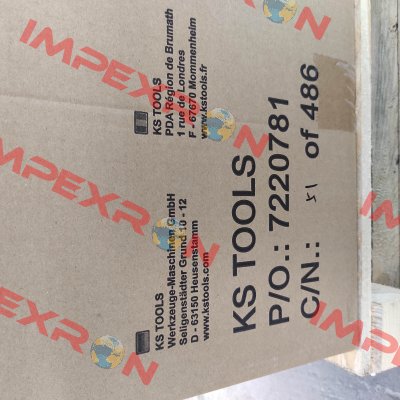 KS TOOLS
Werkzeuge-Maschinen GmbH
Seligenstädter Grund 10 - 12
D - 63150 Heusenstamm
www.kstools.com
KS TOOLS
PDA Région de Brumath
1 rue de Londres
F - 67670 Mommenheim
www.kstools.fr
KS TOOLS
P/O.: 7220781
C/N.: 51 of 486
IMPEXRON
IMPEXRON
IMPEXRON
IMPEXRON